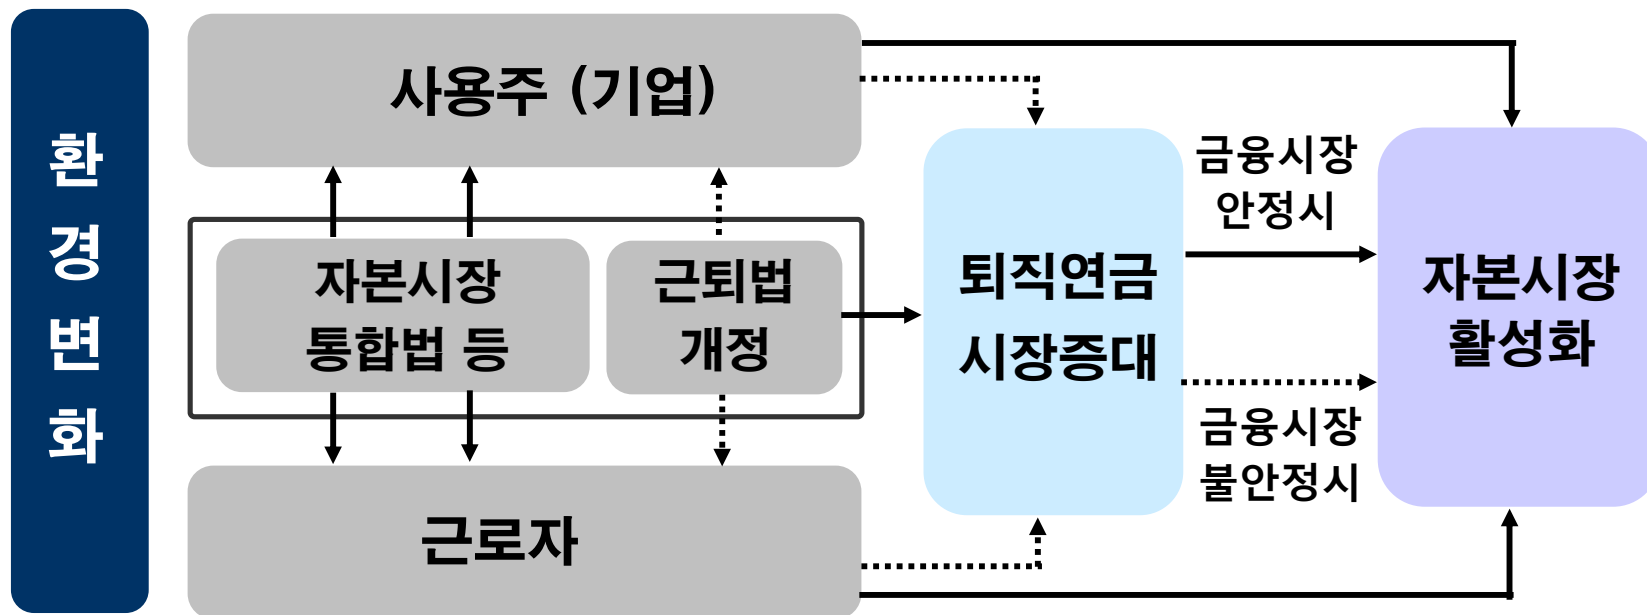 환
경
변
화
사용주 (기업)
자본시장
통합법 등
근퇴법
개정
근로자
퇴직연금
시장증대
금융시장
안정시
금융시장
불안정시
자본시장
활성화